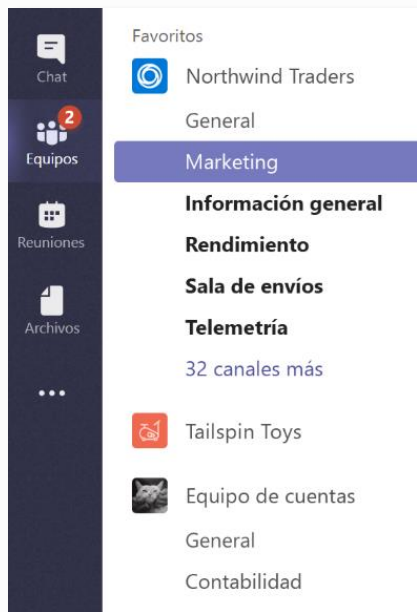 Chat
2
Equipos
Reuniones
Archivos
Favoritos
Northwind Traders
General
Marketing
Información general
Rendimiento
Sala de envíos
Telemetría
32 canales más
Tailspin Toys
Equipo de cuentas
General
Contabilidad